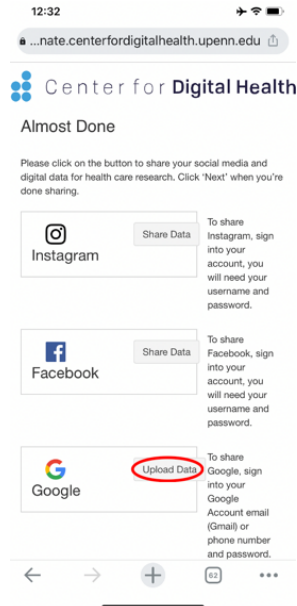 12:32
...nate.centerfordigitalhealth.upenn.edu
Center for Digital Health
Almost Done
Please click on the button to share your social media and
digital data for health care research. Click 'Next' when you're
done sharing.
Instagram
Share Data
To share
Instagram, sign
into your
account, you
will need your
username and
password.
Facebook
Share Data
To share
Facebook, sign
into your
account, you
will need your
username and
password.
Google
Upload Data
To share
Google, sign
into your
Google
Account email
(Gmail) or
phone number
and password.
62